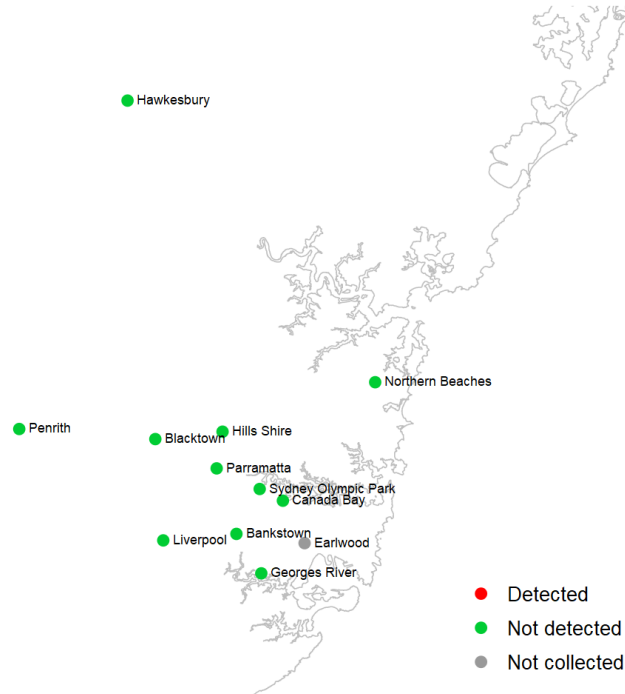 Hawkesbury
Northern Beaches
Penrith
Hills Shire
Blacktown
Parramatta
Sydney Olympic Park
Canada Bay
Bankstown
Liverpool
Earlwood
Georges River
Detected
Not detected
Not collected